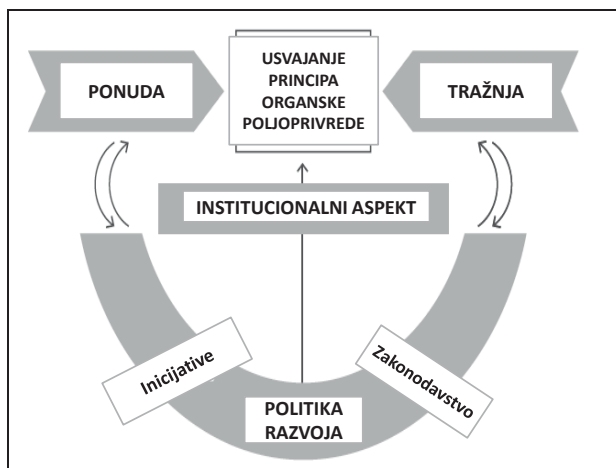 PONUDA
USVAJANJE
PRINCIPA
ORGANSKE
POLJOPRIVREDE
TRAŽNJA
INSTITUCIONALNI ASPEKT
Inicijative
Zakonodavstvo
POLITIKA
RAZVOJA